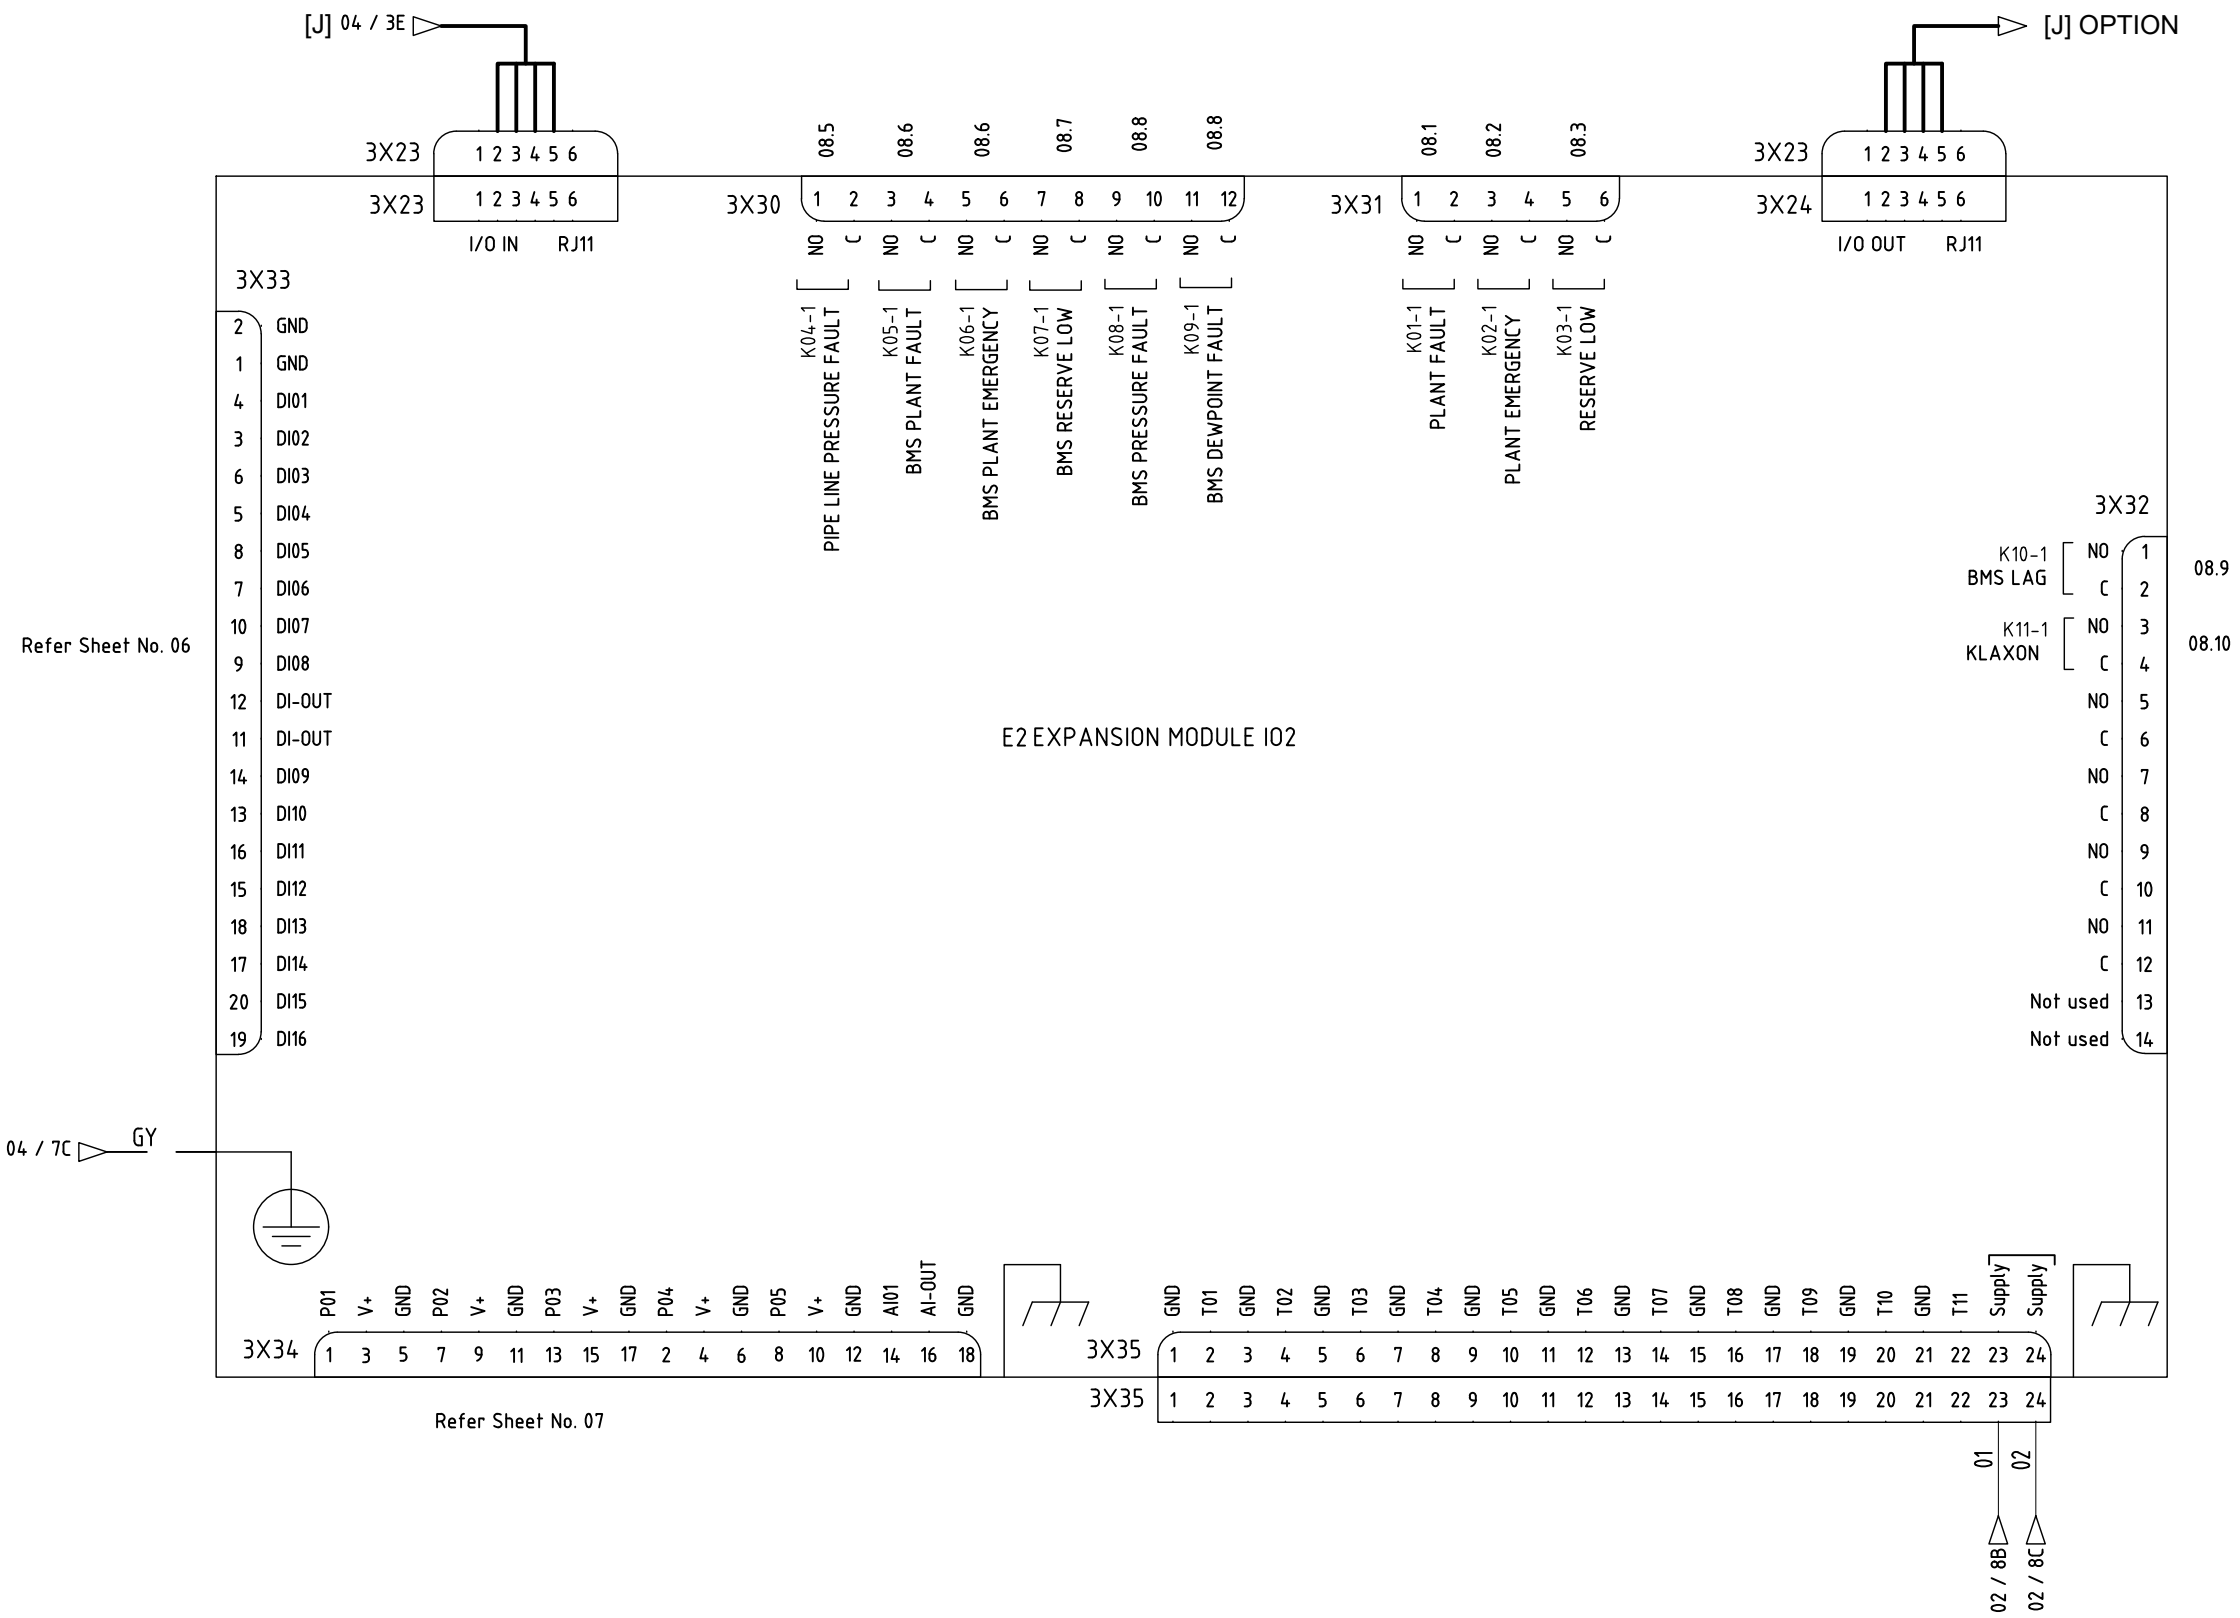 [J] 04 / 3E
[J] OPTION
3X23 1 2 3 4 5 6
3X23 1 2 3 4 5 6
I/O IN RJ11
08.5 08.6 08.6 08.7 08.8 08.8
3X30 1 2 3 4 5 6 7 8 9 10 11 12
NO C NO C NO C NO C NO C NO C
K04-1
PIPE LINE PRESSURE FAULT
K05-1
BMS PLANT FAULT
K06-1
BMS PLANT EMERGENCY
K07-1
BMS RESERVE LOW
K08-1
BMS PRESSURE FAULT
K09-1
BMS DEWPOINT FAULT
08.1 08.2 08.3
3X31 1 2 3 4 5 6
NO C NO C NO C
K01-1
PLANT FAULT
K02-1
PLANT EMERGENCY
K03-1
RESERVE LOW
3X23 1 2 3 4 5 6
3X24 1 2 3 4 5 6
I/O OUT RJ11
3X33
2 GND
1 GND
4 DI01
3 DI02
6 DI03
5 DI04
8 DI05
7 DI06
10 DI07
9 DI08
12 DI-OUT
11 DI-OUT
14 DI09
13 DI10
16 DI11
15 DI12
18 DI13
17 DI14
20 DI15
19 DI16
Refer Sheet No. 06
E2 EXPANSION MODULE IO2
3X32
K10-1
BMS LAG
NO 1
C 2
08.9
K11-1
KLAXON
NO 3
C 4
08.10
NO 5
C 6
NO 7
C 8
NO 9
C 10
NO 11
C 12
Not used 13
Not used 14
04 / 7C GY
P01 V+ GND P02 V+ GND P03 V+ GND P04 V+ GND P05 V+ GND AI01 AI-OUT GND
3X34 1 3 5 7 9 11 13 15 17 2 4 6 8 10 12 14 16 18
Refer Sheet No. 07
GND T01 GND T02 GND T03 GND T04 GND T05 GND T06 GND T07 GND T08 GND T09 GND T10 GND T11 Supply Supply
3X35 1 2 3 4 5 6 7 8 9 10 11 12 13 14 15 16 17 18 19 20 21 22 23 24
3X35 1 2 3 4 5 6 7 8 9 10 11 12 13 14 15 16 17 18 19 20 21 22 23 24
01 02
02 / 8B
02 / 8C